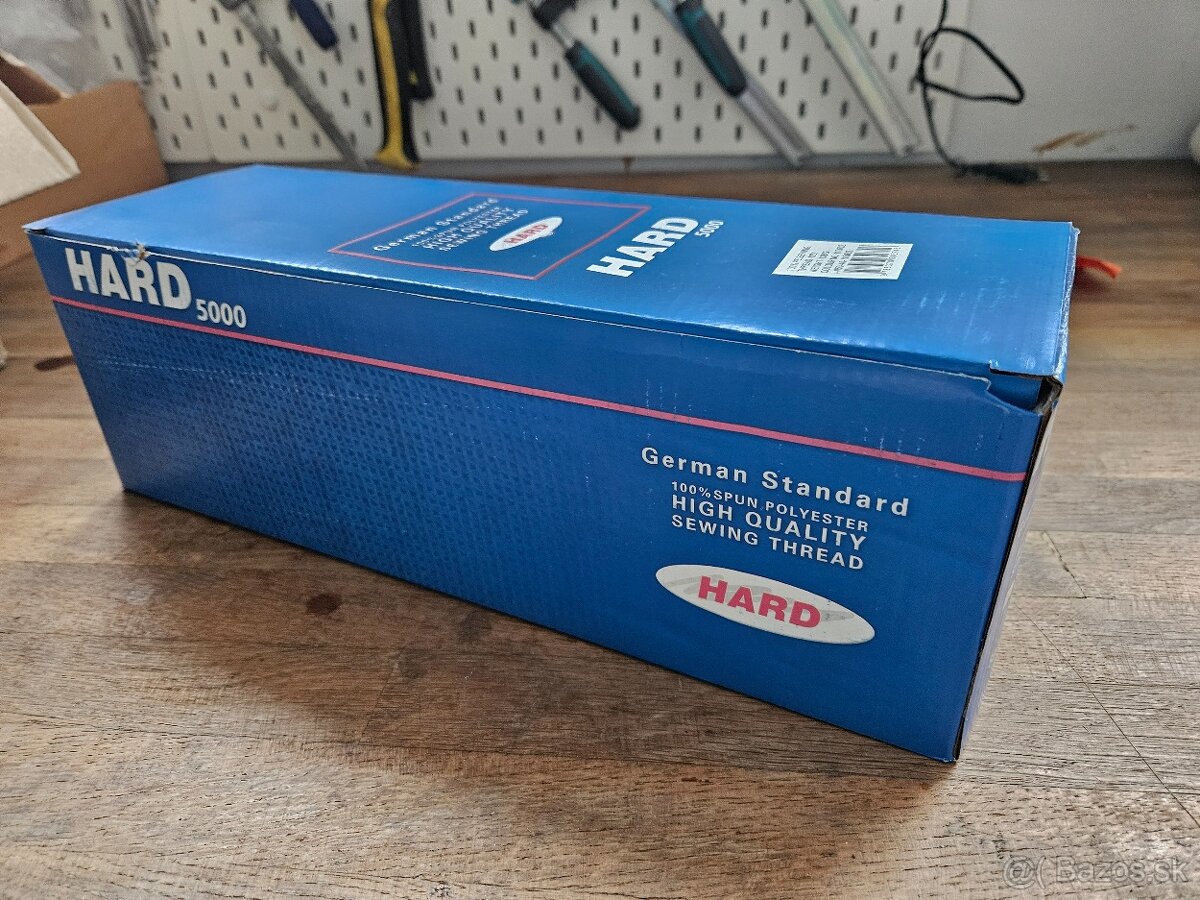 German Standard
HIGH QUALITY
SEWING THREAD
HARD
HARD
5000
HARD 5000
German Standard
100% SPUN POLYESTER
HIGH QUALITY
SEWING THREAD
HARD
@( Bazos.sk